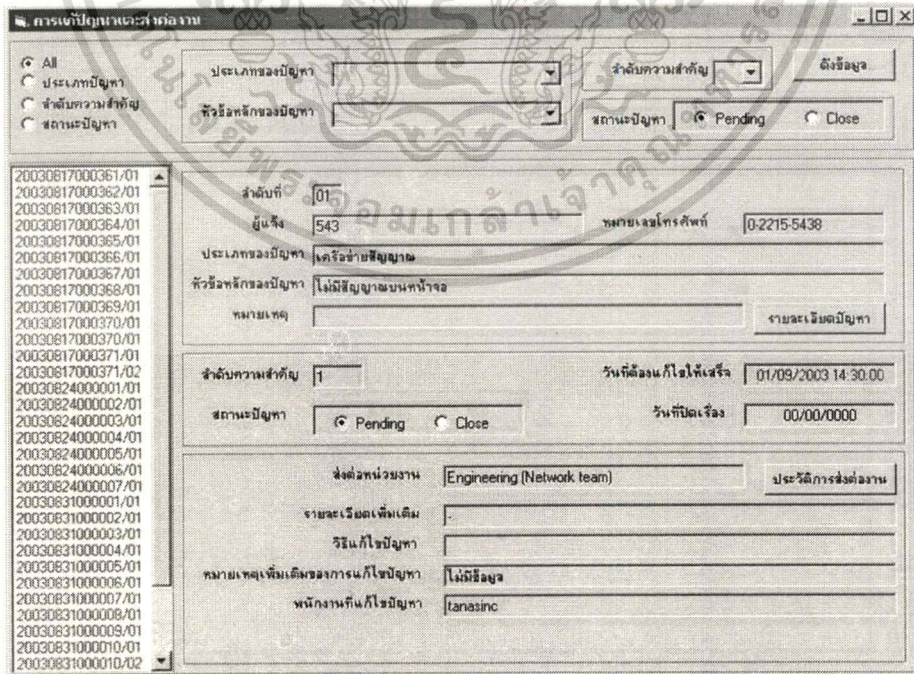 การแก้ปัญหาและส่งต่องาน
All
ประเภทปัญหา
ลำดับความสำคัญ
สถานะปัญหา
ประเภทของปัญหา
หัวข้อหลักของปัญหา
ลำดับความสำคัญ
ดึงข้อมูล
สถานะปัญหา
Pending
Close
20030817000361/01
20030817000362/01
20030817000363/01
20030817000364/01
20030817000365/01
20030817000366/01
20030817000367/01
20030817000368/01
20030817000369/01
20030817000370/01
20030817000370/01
20030817000371/01
20030817000371/02
20030824000001/01
20030824000002/01
20030824000003/01
20030824000004/01
20030824000005/01
20030824000006/01
20030824000007/01
20030831000001/01
20030831000002/01
20030831000003/01
20030831000004/01
20030831000005/01
20030831000006/01
20030831000007/01
20030831000008/01
20030831000009/01
20030831000010/01
20030831000010/02
ลำดับที่ 01
ผู้แจ้ง 543 หมายเลขโทรศัพท์ 0-2215-5438
ประเภทของปัญหา เครือข่ายสัญญาณ
หัวข้อหลักของปัญหา ไม่มีสัญญาณบนหน้าจอ
หมายเหตุ รายละเอียดปัญหา
ลำดับความสำคัญ 1 วันที่ต้องแก้ไขให้เสร็จ 01/09/2003 14:30:00
สถานะปัญหา Pending Close วันที่ปิดเรื่อง 00/00/0000
ส่งต่อหน่วยงาน Engineering (Network team) ประวัติการส่งต่องาน
รายละเอียดเพิ่มเติม -
วิธีแก้ไขปัญหา
หมายเหตุเพิ่มเติมของการแก้ไขปัญหา ไม่มีข้อมูล
พนักงานที่แก้ไขปัญหา tanasinc